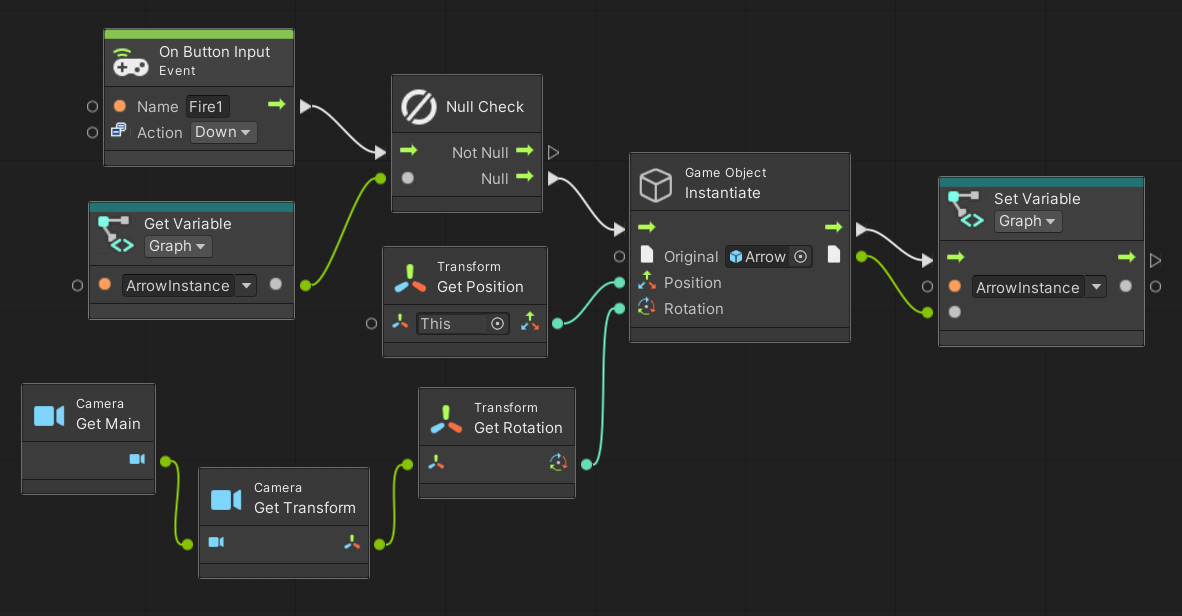 On Button Input
Event
Name Fire1
Action Down
Null Check
Not Null
Null
Get Variable
Graph
ArrowInstance
Transform
Get Position
This
Game Object
Instantiate
Original Arrow
Position
Rotation
Set Variable
Graph
ArrowInstance
Camera
Get Main
Camera
Get Transform
Transform
Get Rotation